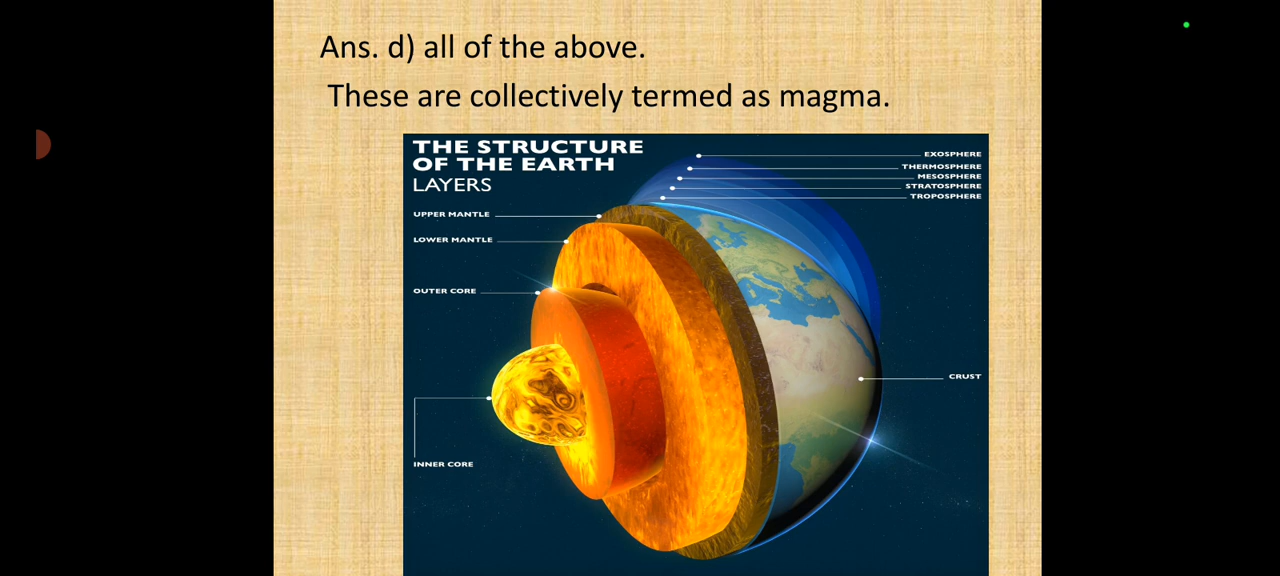 Ans. d) all of the above.
These are collectively termed as magma.
THE STRUCTURE
OF THE EARTH
LAYERS
EXOSPHERE
THERMOSPHERE
MESOSPHERE
STRATOSPHERE
TROPOSPHERE
UPPER MANTLE
LOWER MANTLE
OUTER CORE
CRUST
INNER CORE